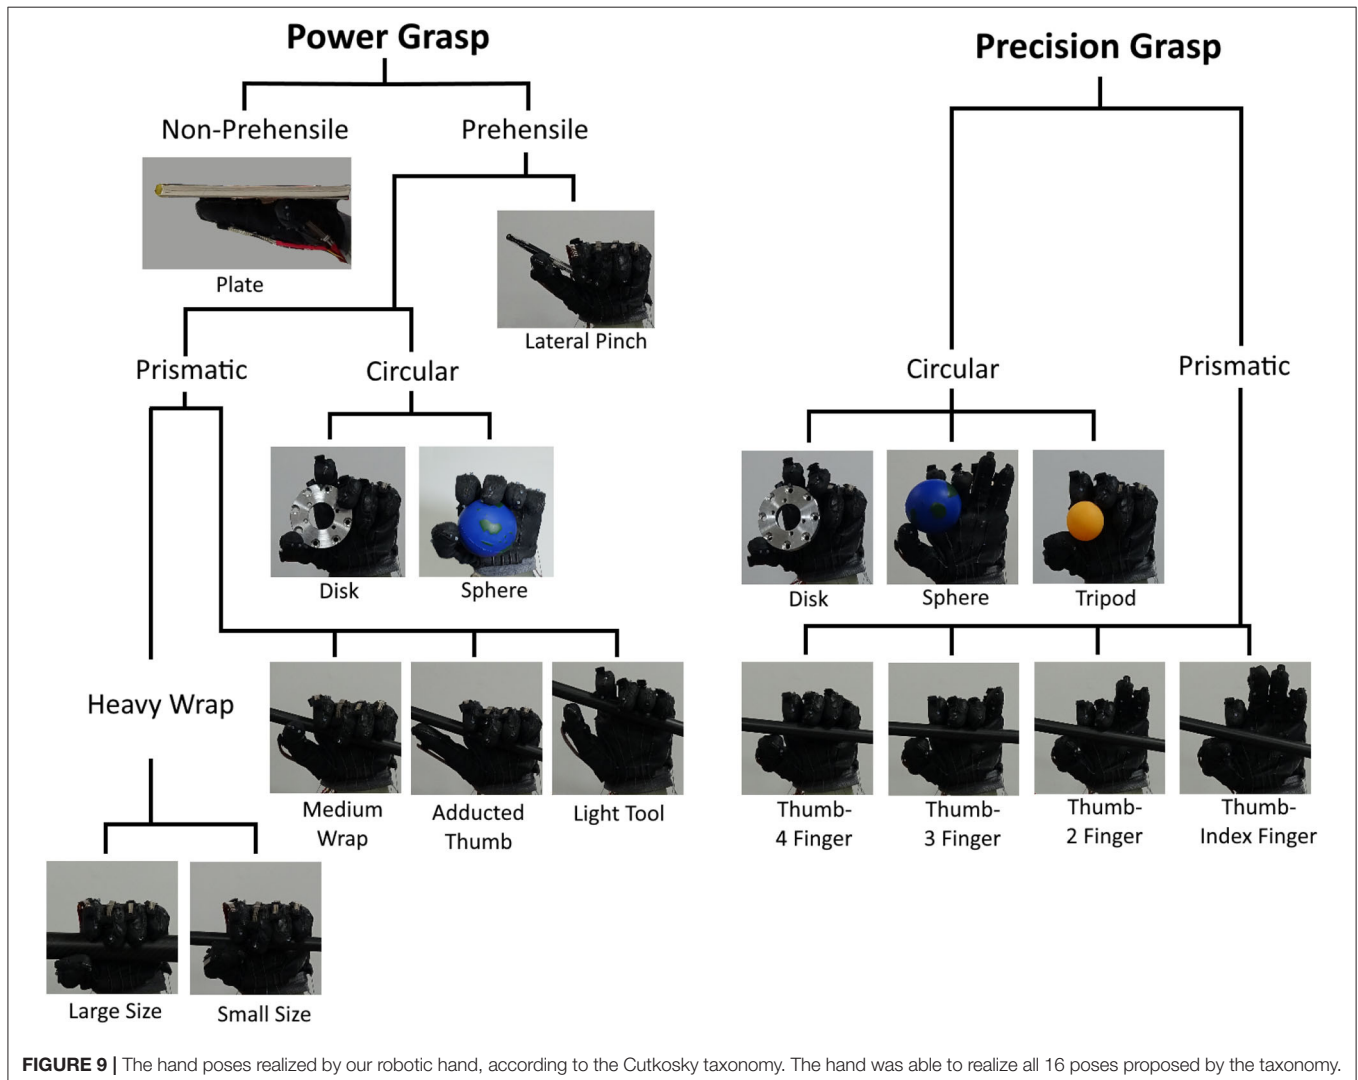 Power Grasp
Precision Grasp
Non-Prehensile
Prehensile
Plate
Lateral Pinch
Prismatic
Circular
Circular
Prismatic
Disk
Sphere
Disk
Sphere
Tripod
Heavy Wrap
Medium
Wrap
Adducted
Thumb
Light Tool
Thumb-
4 Finger
Thumb-
3 Finger
Thumb-
2 Finger
Thumb-
Index Finger
Large Size
Small Size
FIGURE 9 | The hand poses realized by our robotic hand, according to the Cutkosky taxonomy. The hand was able to realize all 16 poses proposed by the taxonomy.